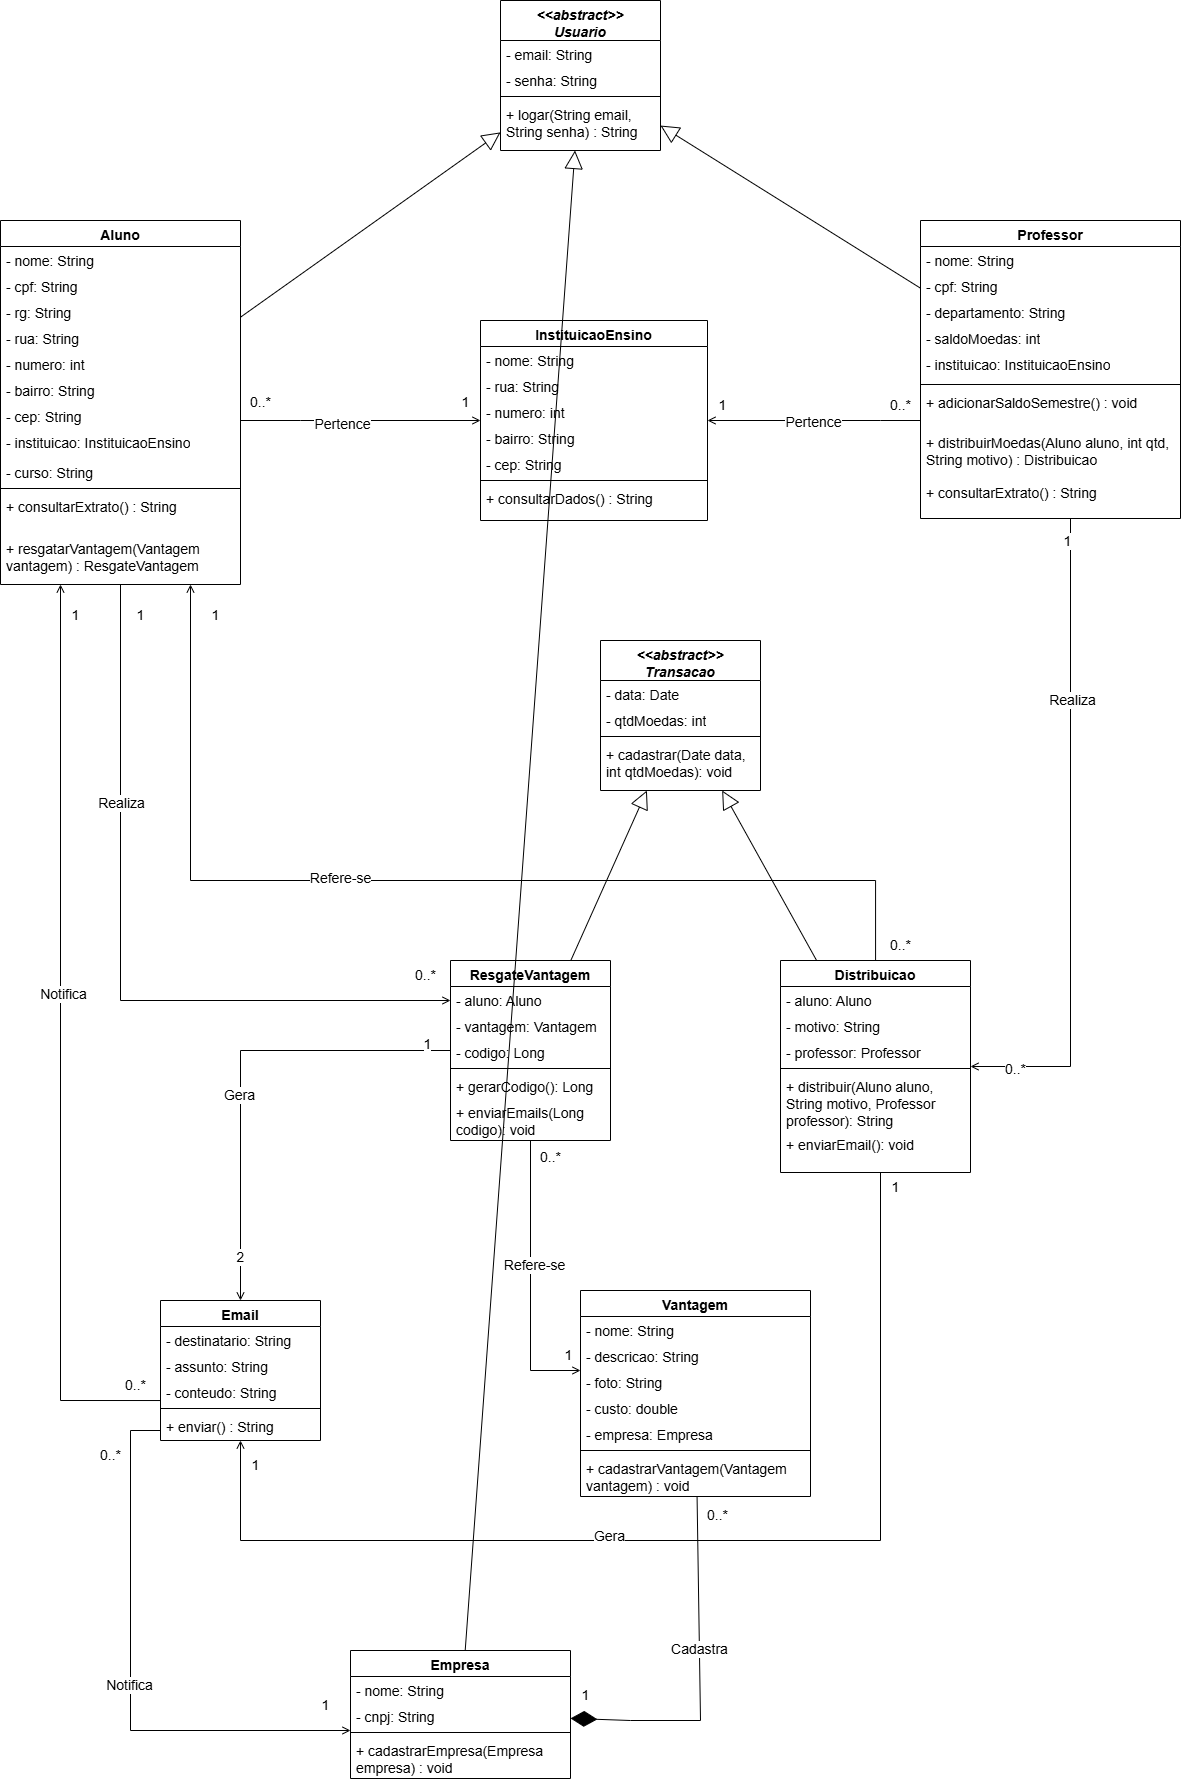 <<abstract>>
Usuario
- email: String
- senha: String
+ logar(String email,
String senha) : String
Aluno
- nome: String
- cpf: String
- rg: String
- rua: String
- numero: int
- bairro: String
- cep: String
- instituicao: InstituicaoEnsino
- curso: String
+ consultarExtrato() : String
+ resgatarVantagem(Vantagem
vantagem) : ResgateVantagem
0..*
Pertence
1
InstituicaoEnsino
- nome: String
- rua: String
- numero: int
- bairro: String
- cep: String
+ consultarDados() : String
1
Pertence
0..*
Professor
- nome: String
- cpf: String
- departamento: String
- saldoMoedas: int
- instituicao: InstituicaoEnsino
+ adicionarSaldoSemestre() : void
+ distribuirMoedas(Aluno aluno, int qtd,
String motivo) : Distribuicao
+ consultarExtrato() : String
1
1
1
1
<<abstract>>
Transacao
- data: Date
- qtdMoedas: int
+ cadastrar(Date data,
int qtdMoedas): void
Realiza
Realiza
Refere-se
0..*
0..*
Notifica
ResgateVantagem
- aluno: Aluno
- vantagem: Vantagem
- codigo: Long
+ gerarCodigo(): Long
+ enviarEmails(Long
codigo): void
Distribuicao
- aluno: Aluno
- motivo: String
- professor: Professor
+ distribuir(Aluno aluno,
String motivo, Professor
professor): String
+ enviarEmail(): void
0..*
1
Gera
0..*
1
2
Refere-se
Email
- destinatario: String
- assunto: String
- conteudo: String
+ enviar() : String
0..*
0..*
1
1
Vantagem
- nome: String
- descricao: String
- foto: String
- custo: double
- empresa: Empresa
+ cadastrarVantagem(Vantagem
vantagem) : void
0..*
Gera
Cadastra
Notifica
1
1
Empresa
- nome: String
- cnpj: String
+ cadastrarEmpresa(Empresa
empresa) : void